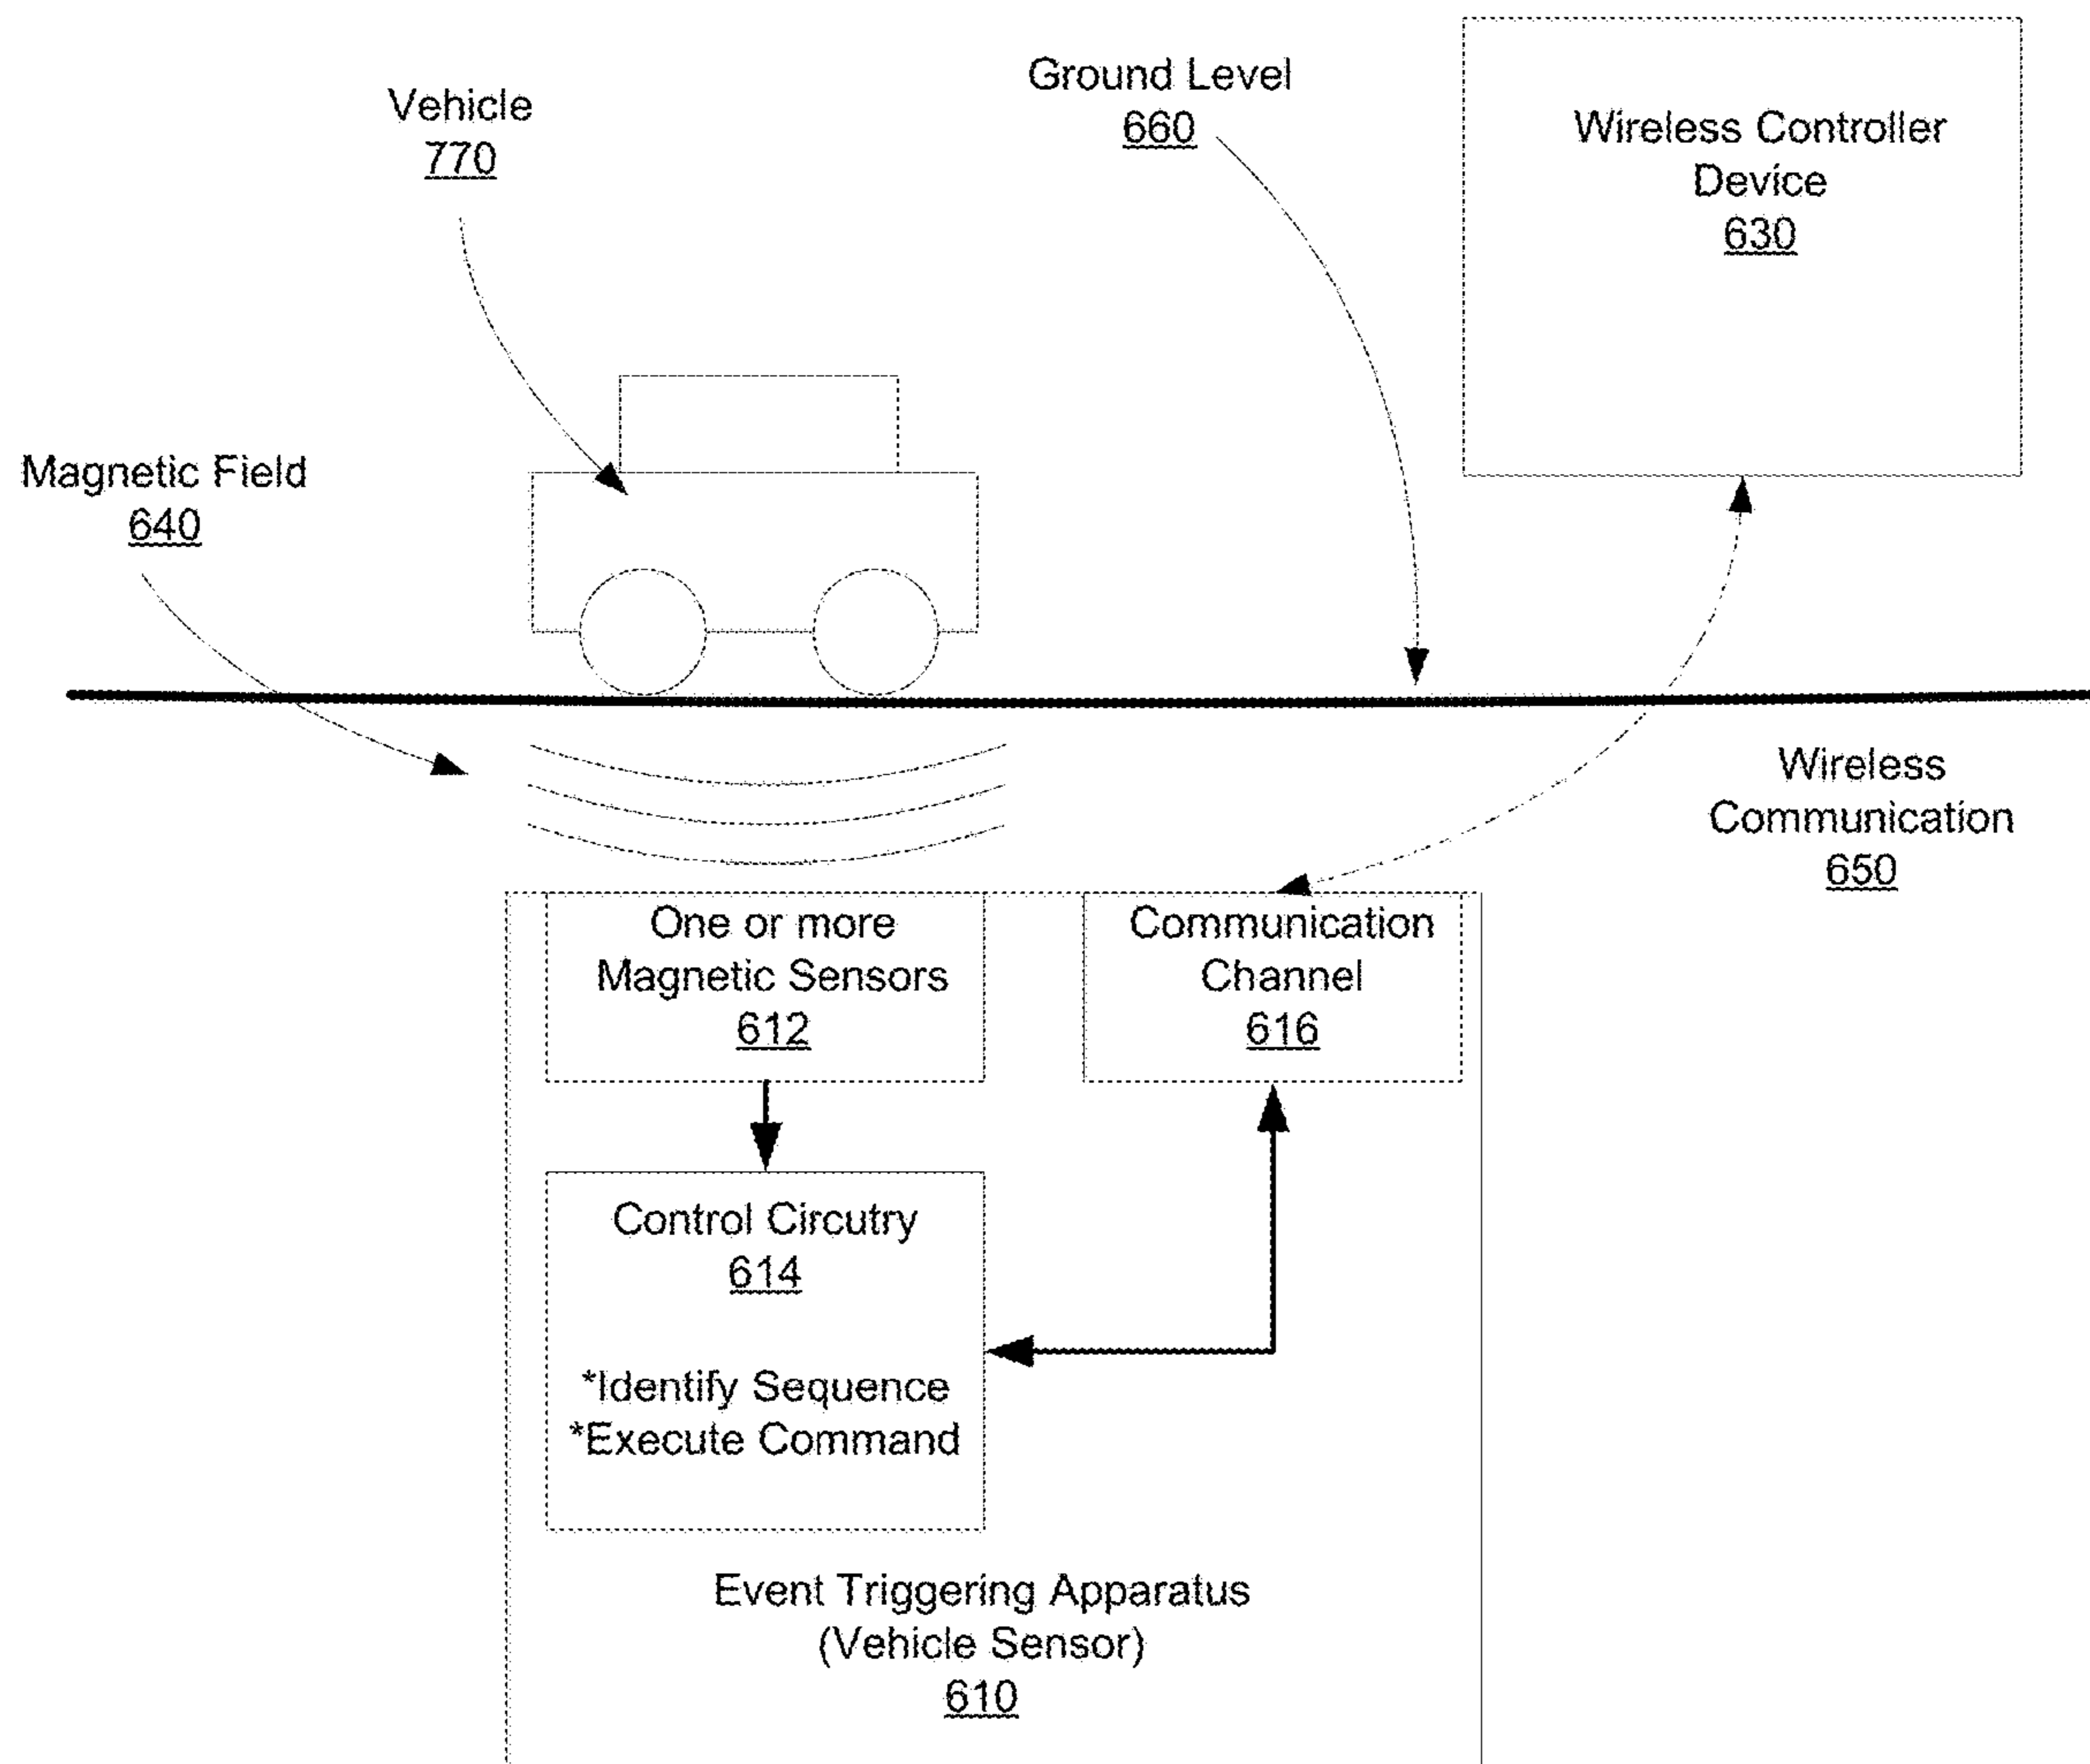 Vehicle
770
Ground Level
660
Wireless Controller
Device
630
Magnetic Field
640
Wireless
Communication
650
One or more
Magnetic Sensors
612
Communication
Channel
616
Control Circutry
614
*Identify Sequence
*Execute Command
Event Triggering Apparatus
(Vehicle Sensor)
610